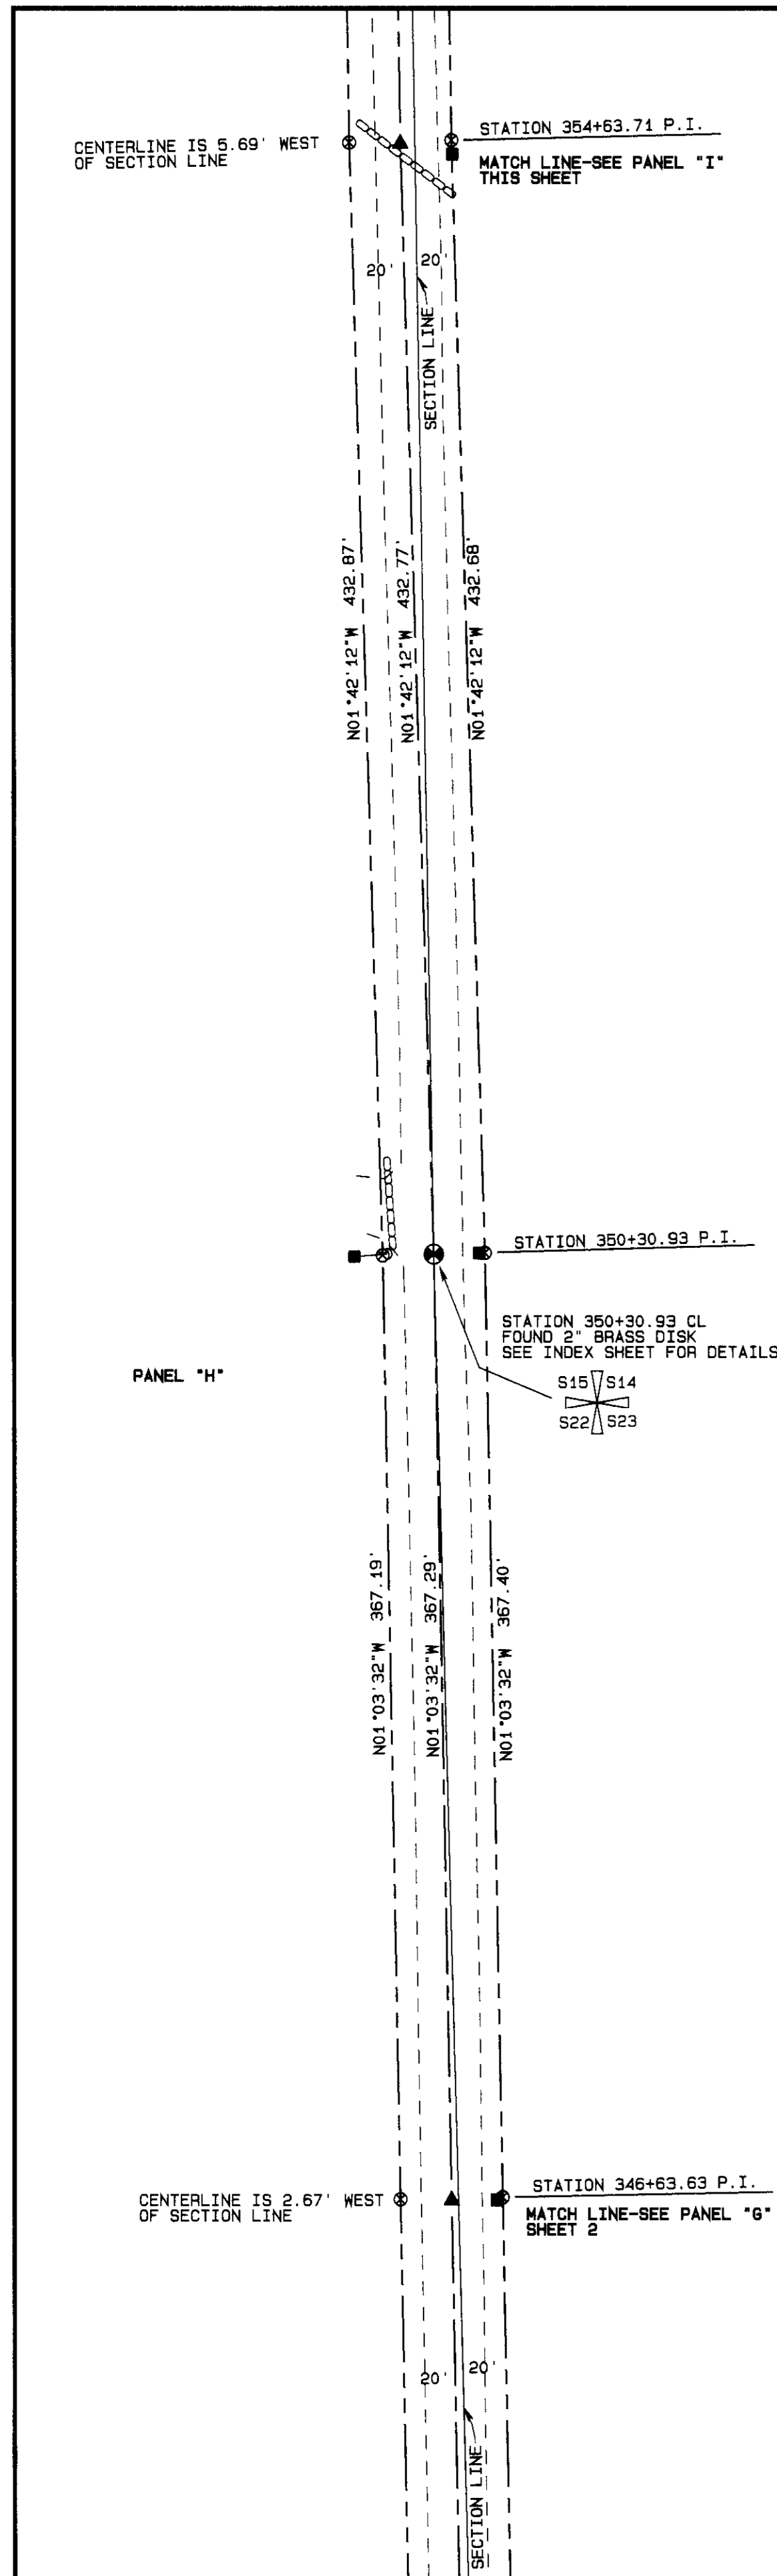 STATION 354+63.71 P.I.
CENTERLINE IS 5.69' WEST
OF SECTION LINE
MATCH LINE-SEE PANEL "I"
THIS SHEET
20'
20'
SECTION LINE
N01°42'12"W 432.87'
N01°42'12"W 432.77'
N01°42'12"W 432.68'
STATION 350+30.93 P.I.
STATION 350+30.93 CL
FOUND 2" BRASS DISK
SEE INDEX SHEET FOR DETAILS
PANEL "H"
S15 S14
S22 S23
N01°03'32"W 367.19'
N01°03'32"W 367.29'
N01°03'32"W 367.40'
STATION 346+63.63 P.I.
CENTERLINE IS 2.67' WEST
OF SECTION LINE
MATCH LINE-SEE PANEL "G"
SHEET 2
20'
20'
SECTION LINE